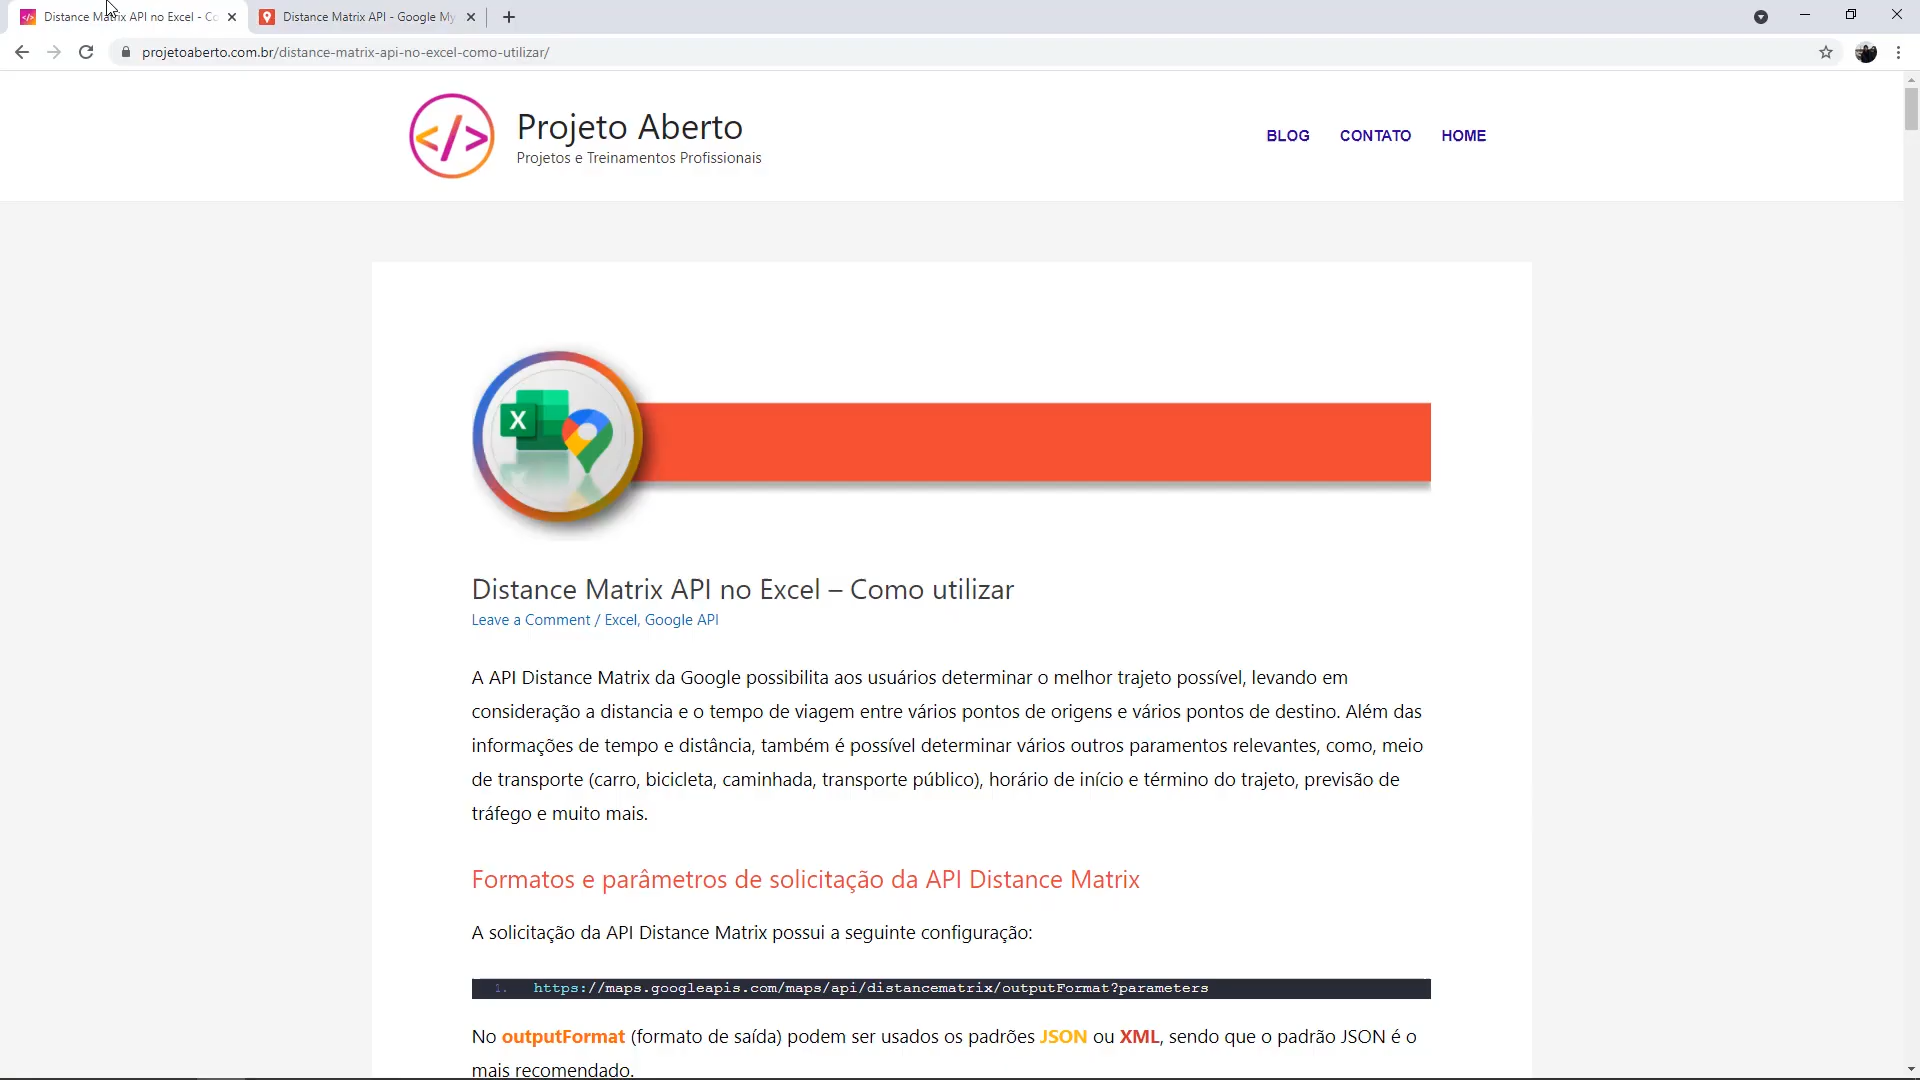 Distance Matrix API no Excel - Co
Distance Matrix API - Google My
projetoaberto.com.br/distance-matrix-api-no-excel-como-utilizar/
</>
Projeto Aberto
Projetos e Treinamentos Profissionais
BLOG CONTATO HOME
X
Distance Matrix API no Excel – Como utilizar
Leave a Comment / Excel, Google API
A API Distance Matrix da Google possibilita aos usuários determinar o melhor trajeto possível, levando em
consideração a distancia e o tempo de viagem entre vários pontos de origens e vários pontos de destino. Além das
informações de tempo e distância, também é possível determinar vários outros paramentos relevantes, como, meio
de transporte (carro, bicicleta, caminhada, transporte público), horário de início e término do trajeto, previsão de
tráfego e muito mais.
Formatos e parâmetros de solicitação da API Distance Matrix
A solicitação da API Distance Matrix possui a seguinte configuração:
1. https://maps.googleapis.com/maps/api/distancematrix/outputFormat?parameters
No outputFormat (formato de saída) podem ser usados os padrões JSON ou XML, sendo que o padrão JSON é o
mais recomendado.